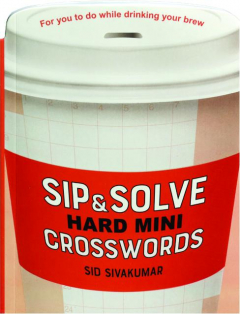 For you to do while drinking your brew
SIP & SOLVE
HARD MINI
CROSSWORDS
SID SIVAKUMAR